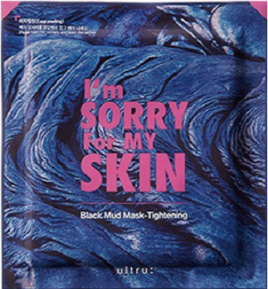 I'm
SORRY
For MY
SKIN
Black Mud Mask-Tightening
ultru: